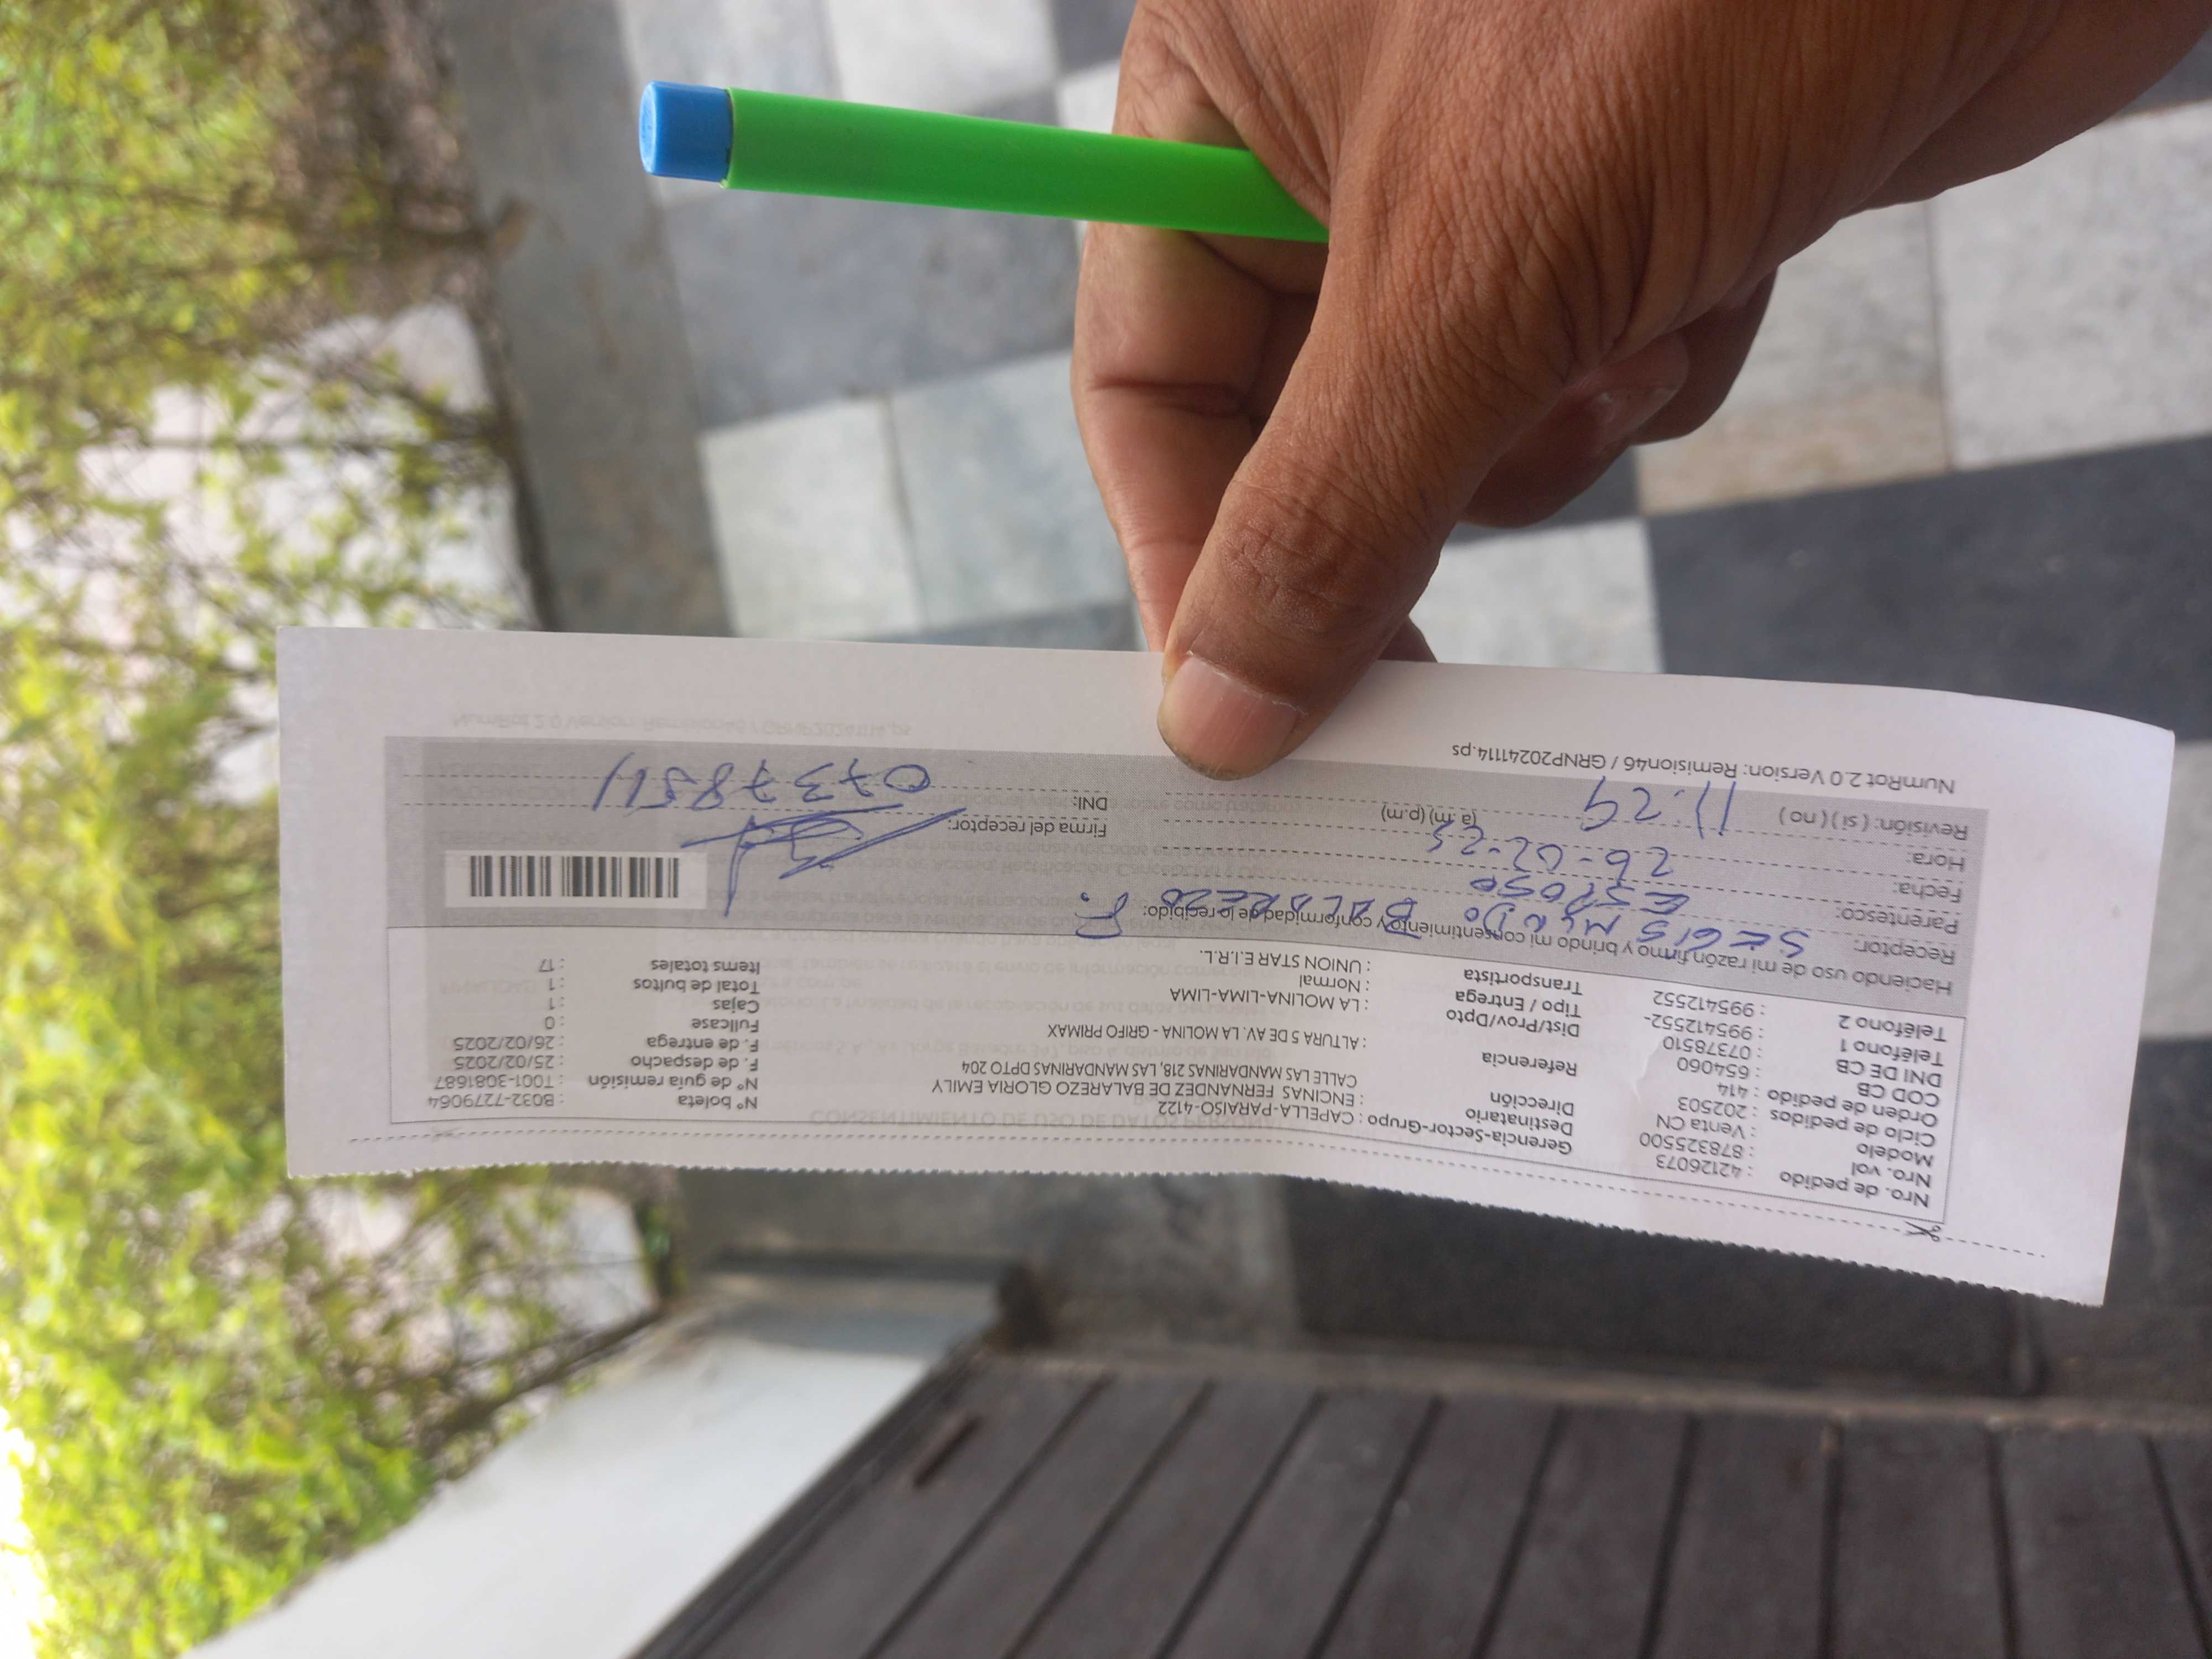 Nro. de pedido : 42126073
Nro. vol : 878325500
Modelo : Venta CN
Ciclo de pedidos : 202503
Orden de pedido : 414
COD CB : 654060
DNI DE CB : 07378510
Teléfono 1 : 995412552-
Teléfono 2 : 995412552
Gerencia-Sector-Grupo : CAPELLA-PARAISO-4122
Destinatario : ENCINAS FERNANDEZ DE BALAREZO GLORIA EMILY
Dirección CALLE LAS MANDARINAS 218, LAS MANDARINAS DPTO 204
Referencia : ALTURA 5 DE AV. LA MOLINA - GRIFO PRIMAX
Dist/Prov/Dpto : LA MOLINA-LIMA-LIMA
Tipo / Entrega : Normal
Transportista : UNION STAR E.I.R.L.
N° boleta : B032-7279064
N° de guía remisión : T001-3081687
F. de despacho : 25/02/2025
F. de entrega : 26/02/2025
Fullcase : 0
Cajas : 1
Total de bultos : 1
Items totales : 17
Haciendo uso de mi razón firmo y brindo mi consentimiento y conformidad de lo recibido:
Receptor: SEGISMUNDO BALAREZO F.
Parentesco: ESPOSO
Fecha: 26-02-25
Hora: 11:29 (a.m) (p.m)
Revisión: ( si ) ( no )
Firma del receptor:
DNI: 07378511
NumRot 2.0 Version: Remision46 / GRNP20241114.ps